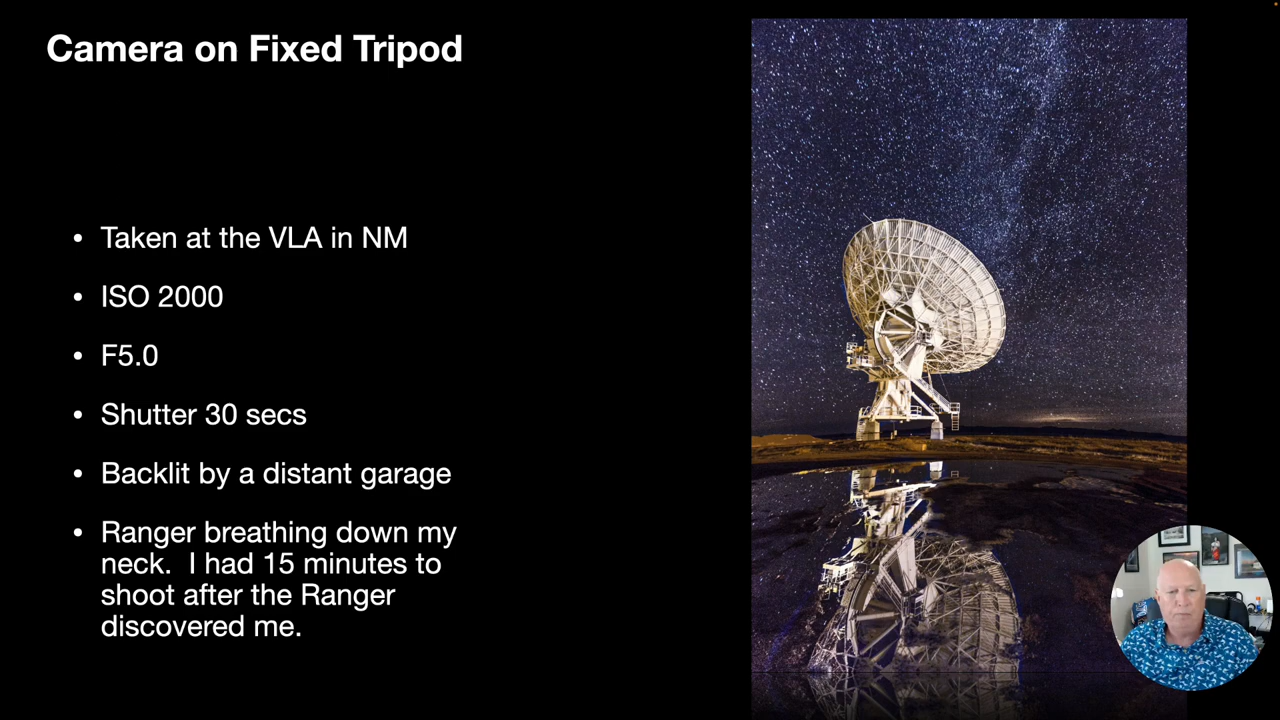 Camera on Fixed Tripod
• Taken at the VLA in NM
• ISO 2000
• F5.0
• Shutter 30 secs
• Backlit by a distant garage
• Ranger breathing down my
neck.  I had 15 minutes to
shoot after the Ranger
discovered me.